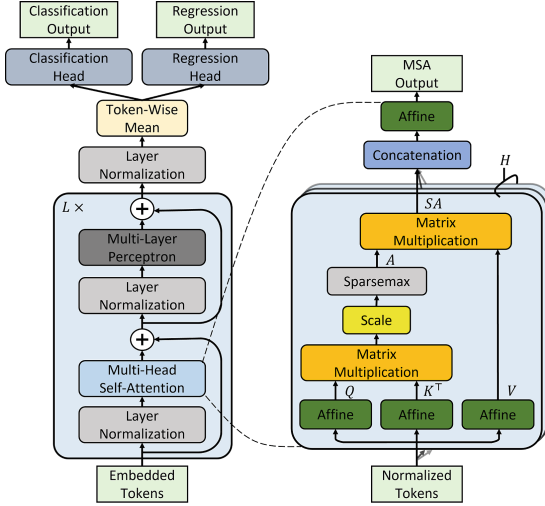 Classification
Output
Regression
Output
Classification
Head
Regression
Head
Token-Wise
Mean
Layer
Normalization
L ×
Multi-Layer
Perceptron
Layer
Normalization
Multi-Head
Self-Attention
Layer
Normalization
Embedded
Tokens
MSA
Output
Affine
Concatenation
H
SA
Matrix
Multiplication
A
Sparsemax
Scale
Matrix
Multiplication
Q
K⊤
V
Affine
Affine
Affine
Normalized
Tokens